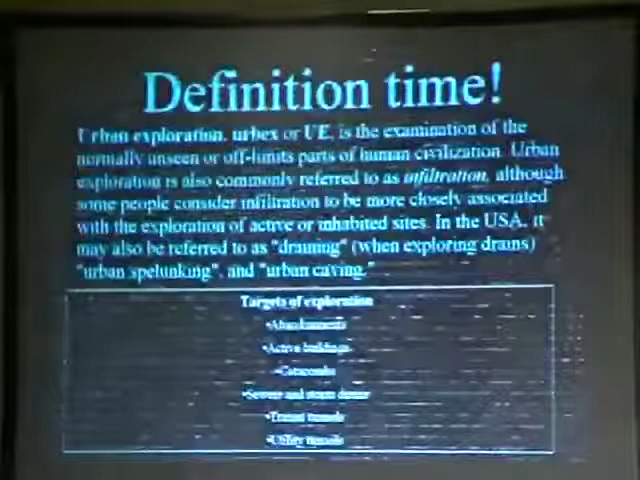 Definition time!
Urban exploration, urbex or UE, is the examination of the
normally unseen or off-limits parts of human civilization. Urban
exploration is also commonly referred to as infiltration, although
some people consider infiltration to be more closely associated
with the exploration of active or inhabited sites. In the USA, it
may also be referred to as "draining" (when exploring drains)
"urban spelunking", and "urban caving."
Targets of exploration
•Abandonments
•Active buildings
•Catacombs
•Sewers and storm drains
•Transit tunnels
•Utility tunnels